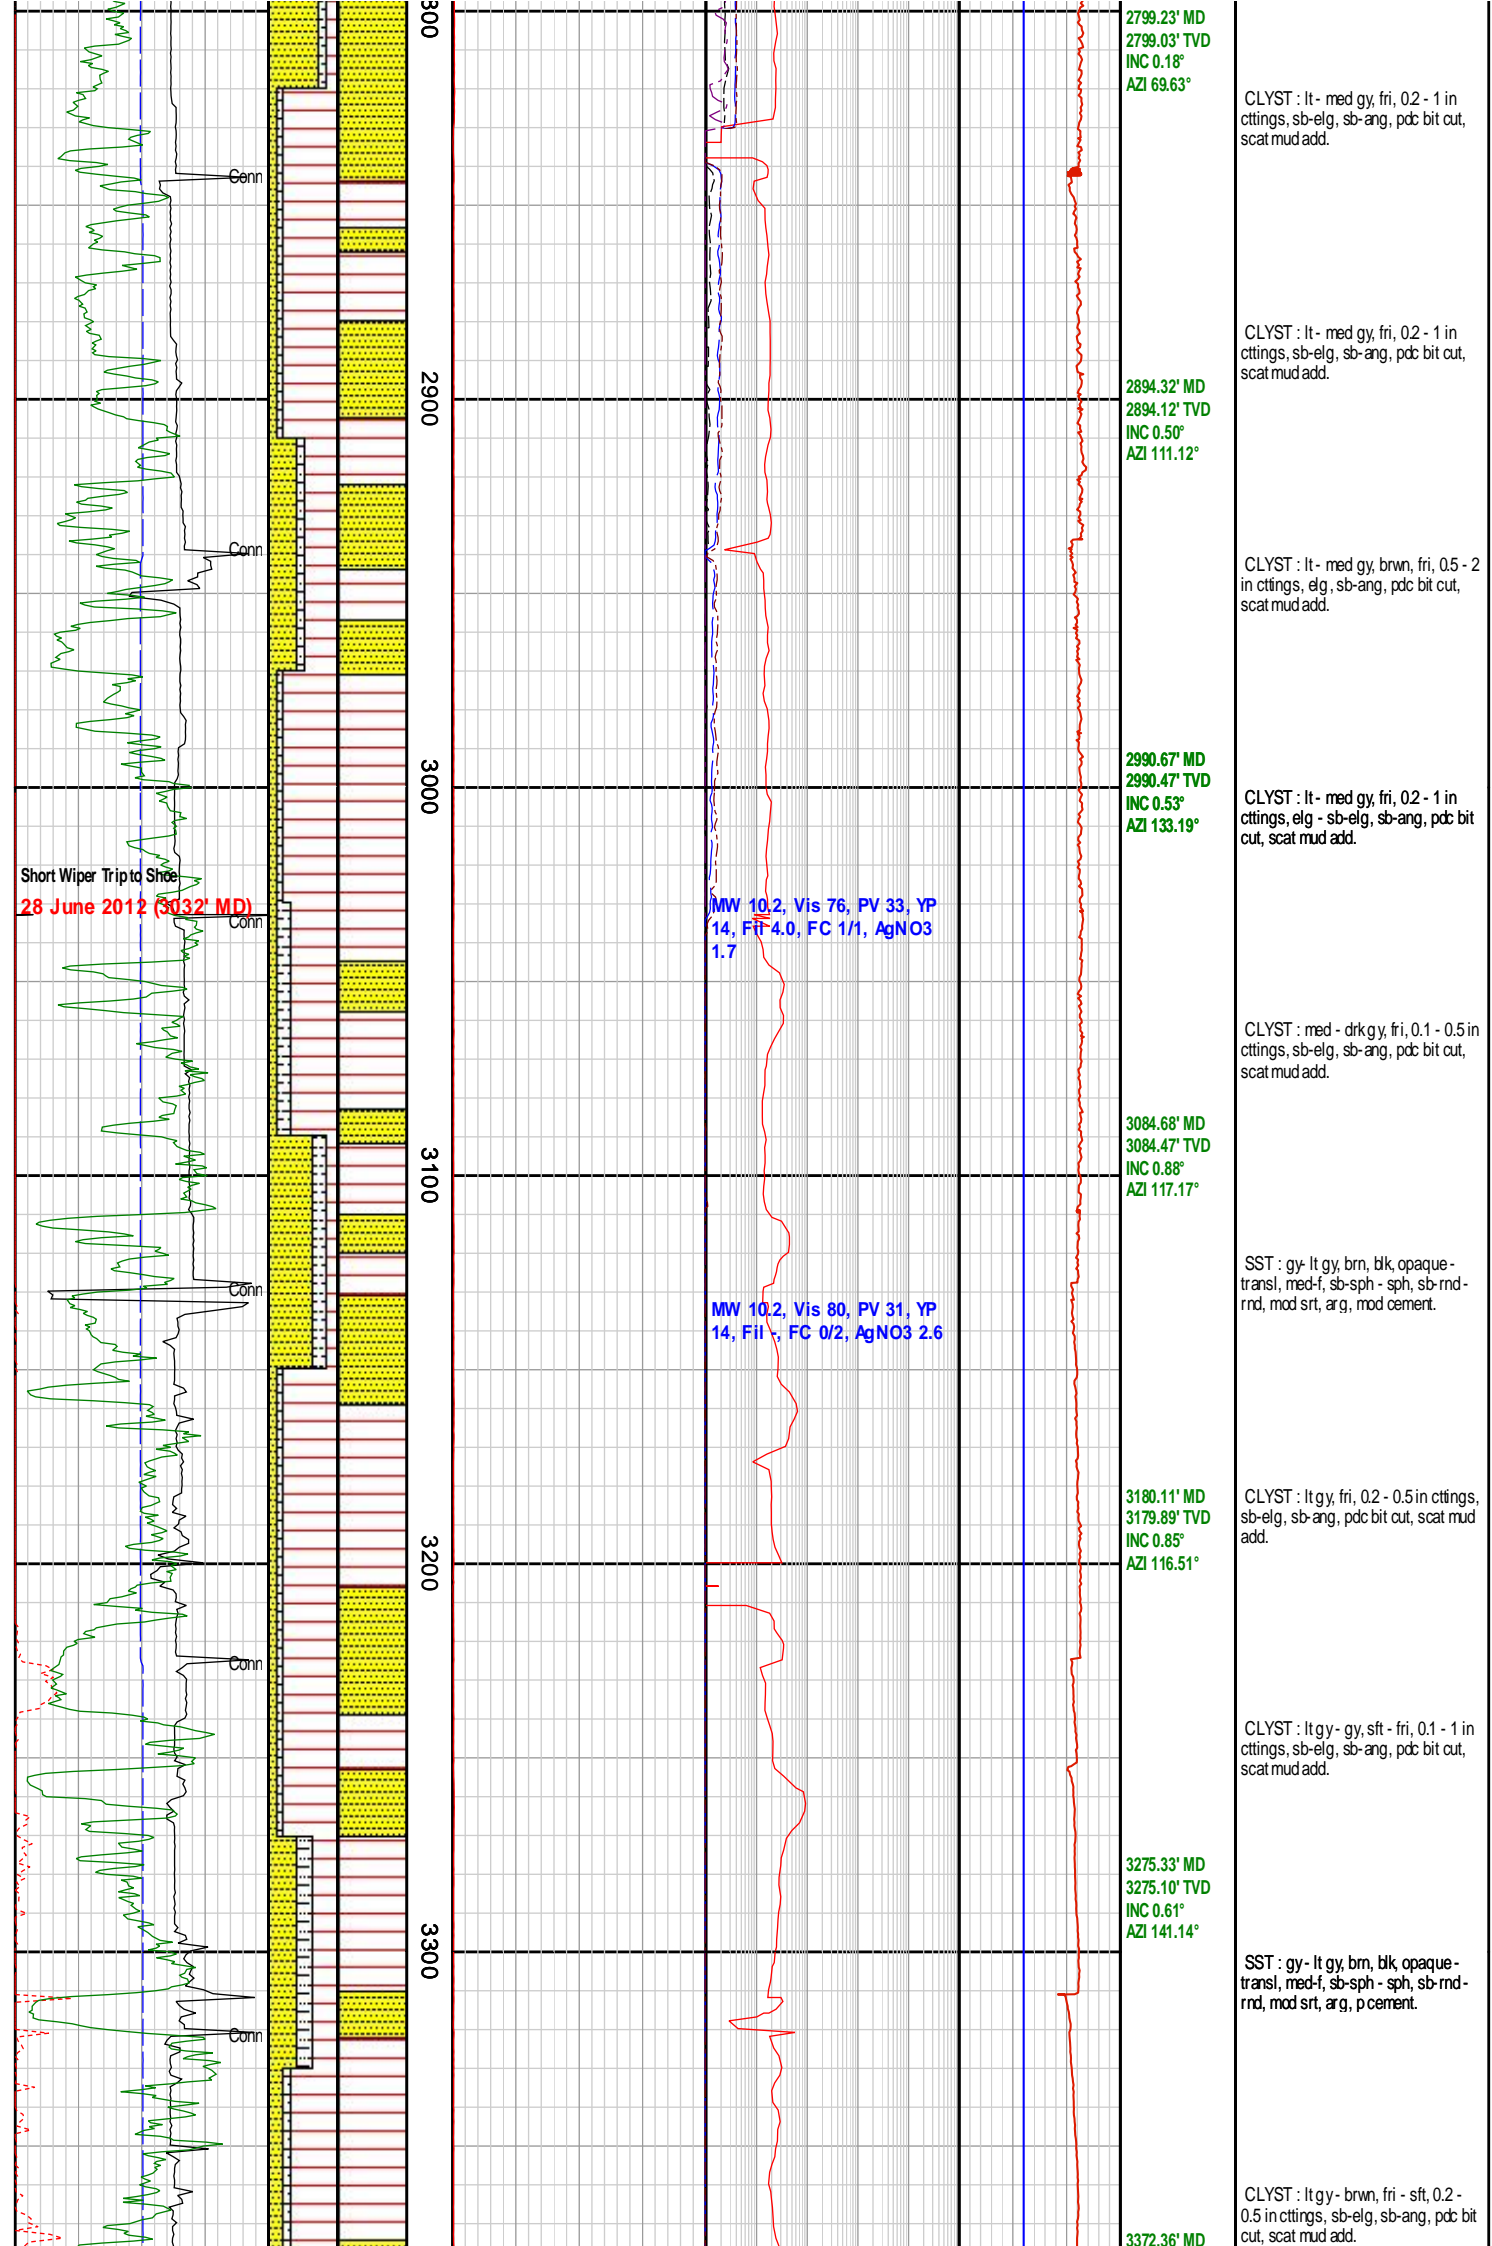 800
2799.23' MD
2799.03' TVD
INC 0.18°
AZI 69.63°
CLYST : lt - med gy, fri, 0.2 - 1 in
cttings, sb-elg, sb-ang, pdc bit cut,
scat mud add.
Conn
CLYST : lt - med gy, fri, 0.2 - 1 in
cttings, sb-elg, sb-ang, pdc bit cut,
scat mud add.
2900
2894.32' MD
2894.12' TVD
INC 0.50°
AZI 111.12°
Conn
CLYST : lt - med gy, brwn, fri, 0.5 - 2
in cttings, elg, sb-ang, pdc bit cut,
scat mud add.
3000
2990.67' MD
2990.47' TVD
INC 0.53°
AZI 133.19°
CLYST : lt - med gy, fri, 0.2 - 1 in
cttings, elg - sb-elg, sb-ang, pdc bit
cut, scat mud add.
Short Wiper Trip to Shoe
28 June 2012 (3032' MD)
Conn
MW 10.2, Vis 76, PV 33, YP
14, Fil 4.0, FC 1/1, AgNO3
1.7
CLYST : med - drk gy, fri, 0.1 - 0.5 in
cttings, sb-elg, sb-ang, pdc bit cut,
scat mud add.
3100
3084.68' MD
3084.47' TVD
INC 0.88°
AZI 117.17°
Conn
SST : gy- lt gy, brn, blk, opaque -
transl, med-f, sb-sph - sph, sb-rnd -
rnd, mod srt, arg, mod cement.
MW 10.2, Vis 80, PV 31, YP
14, Fil -, FC 0/2, AgNO3 2.6
3200
3180.11' MD
3179.89' TVD
INC 0.85°
AZI 116.51°
CLYST : lt gy, fri, 0.2 - 0.5 in cttings,
sb-elg, sb-ang, pdc bit cut, scat mud
add.
Conn
CLYST : lt gy - gy, sft - fri, 0.1 - 1 in
cttings, sb-elg, sb-ang, pdc bit cut,
scat mud add.
3300
3275.33' MD
3275.10' TVD
INC 0.61°
AZI 141.14°
SST : gy- lt gy, brn, blk, opaque -
transl, med-f, sb-sph - sph, sb-rnd -
rnd, mod srt, arg, p cement.
Conn
CLYST : lt gy - brwn, fri - sft, 0.2 -
0.5 in cttings, sb-elg, sb-ang, pdc bit
cut, scat mud add.
3372.36' MD